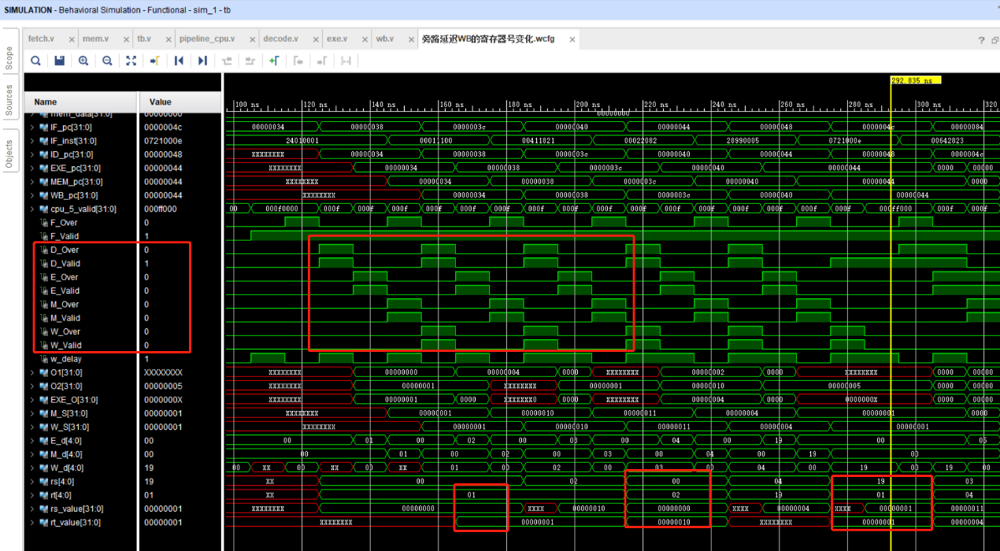 SIMULATION - Behavioral Simulation - Functional - sim_1 - tb
fetch.v × mem.v × tb.v × pipeline_cpu.v × decode.v × exe.v × wb.v × 旁路延迟WB的寄存器号变化.wcfg ×
Scope
Sources
Objects
292.835 ns
Name Value
100 ns 120 ns 140 ns 160 ns 180 ns 200 ns 220 ns 240 ns 260 ns 280 ns 300 ns 320
mem_data[31:0] 00000000 00000000
IF_pc[31:0] 0000004c 00000034 00000038 0000003c 00000040 00000044 00000048 0000004c 00000084
IF_inst[31:0] 0721000e 24010001 00011100 00411821 00022082 28990005 0721000e 00642823
ID_pc[31:0] 00000048 XXXXXXXX 00000034 00000038 0000003c 00000040 00000044 00000048 0000004c
EXE_pc[31:0] 00000044 XXXXXXXX 00000034 00000038 0000003c 00000040 00000044 0000 00000
MEM_pc[31:0] 00000044 XXXXXXXX 00000034 00000038 0000003c 00000040 00000044 0000
WB_pc[31:0] 00000044 XXXXXXXX 00000034 00000038 0000003c 00000040 00000044
cpu_5_valid[31:0] 000ff000 00 000f0000 000f 000f 000f 000f 000f 000f 000f 000f 000f 000f 000f 000f 000f 000f 000f 000f 000ff000 000f 000f
F_Over 0
F_Valid 1
D_Over 0
D_Valid 1
E_Over 0
E_Valid 0
M_Over 0
M_Valid 0
W_Over 0
W_Valid 0
w_delay 1
O1[31:0] XXXXXXXX XXXXXXXX 00000000 00000004 0000 XXXXXXXX 00000002 0000 XXXXXXXX 0000 00000
O2[31:0] 00000005 XXXXXXXX 00000001 XXXXXXXX 00000001 00000010 00000005 0000 00000
EXE_O[31:0] 0000000X XXXXXXXX 00000001 0000 XXXXXXX0 0000 XXXXXXXX 00000004 0000 0000000X 0000 00000
M_S[31:0] 00000001 XXXXXXXX 00000001 00000010 00000011 00000004 00000001 0000
W_S[31:0] 00000001 XXXXXXXX 00000001 00000010 00000011 00000004 00000001
E_d[4:0] 00 00 01 00 02 00 03 00 04 00 19 00 05
M_d[4:0] 00 00 01 00 02 00 03 00 04 00 19 00
W_d[4:0] 19 00 XX 00 XX 00 XX 01 00 02 00 03 00 04 00 19 00 19 00
rs[4:0] 19 XX 00 02 00 04 19 03
rt[4:0] 01 XX 01 02 19 01 04
rs_value[31:0] 00000001 XXXXXXXX 00000000 XXXX 00000010 00000000 XXXX 00000004 XXXX 00000001
rt_value[31:0] 00000001 XXXXXXXX 00000001 00000010 XXXXXXXX 00000001 00000004